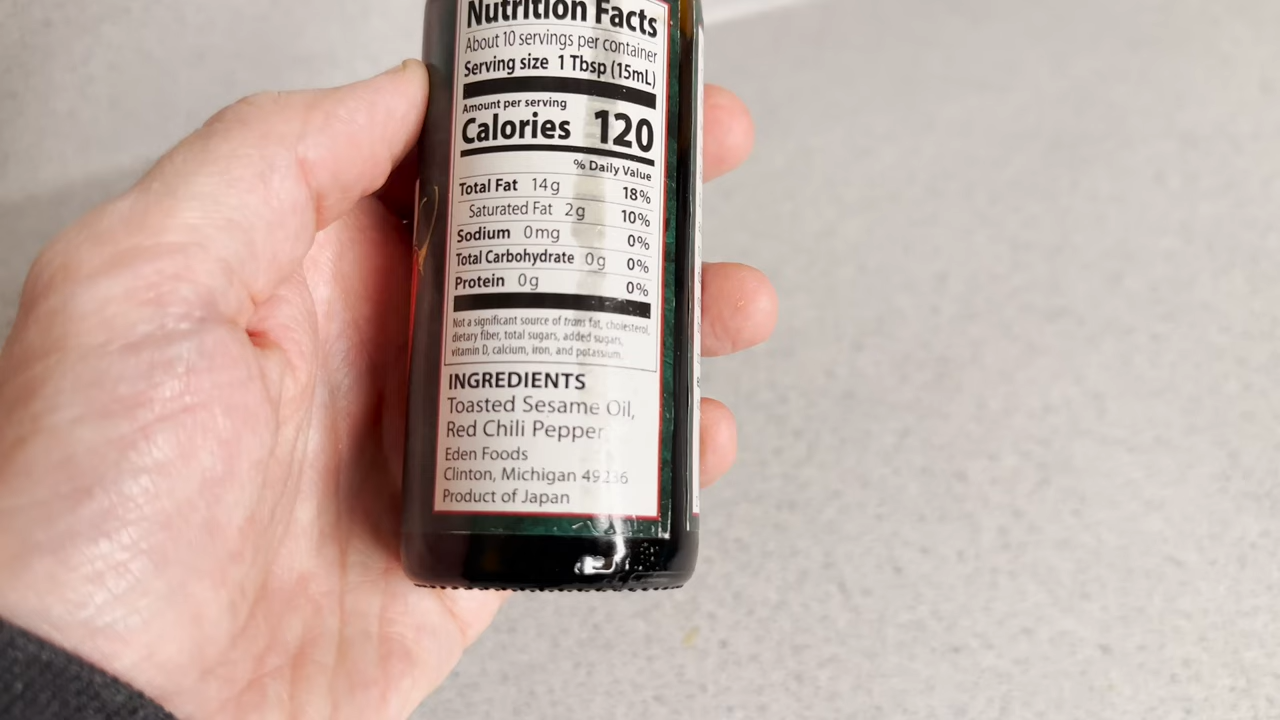 Nutrition Facts
About 10 servings per container
Serving size 1 Tbsp (15mL)
Amount per serving
Calories 120
% Daily Value
Total Fat 14g 18%
Saturated Fat 2g 10%
Sodium 0mg 0%
Total Carbohydrate 0g 0%
Protein 0g 0%
Not a significant source of trans fat, cholesterol,
dietary fiber, total sugars, added sugars,
vitamin D, calcium, iron, and potassium.
INGREDIENTS
Toasted Sesame Oil,
Red Chili Pepper
Eden Foods
Clinton, Michigan 49236
Product of Japan